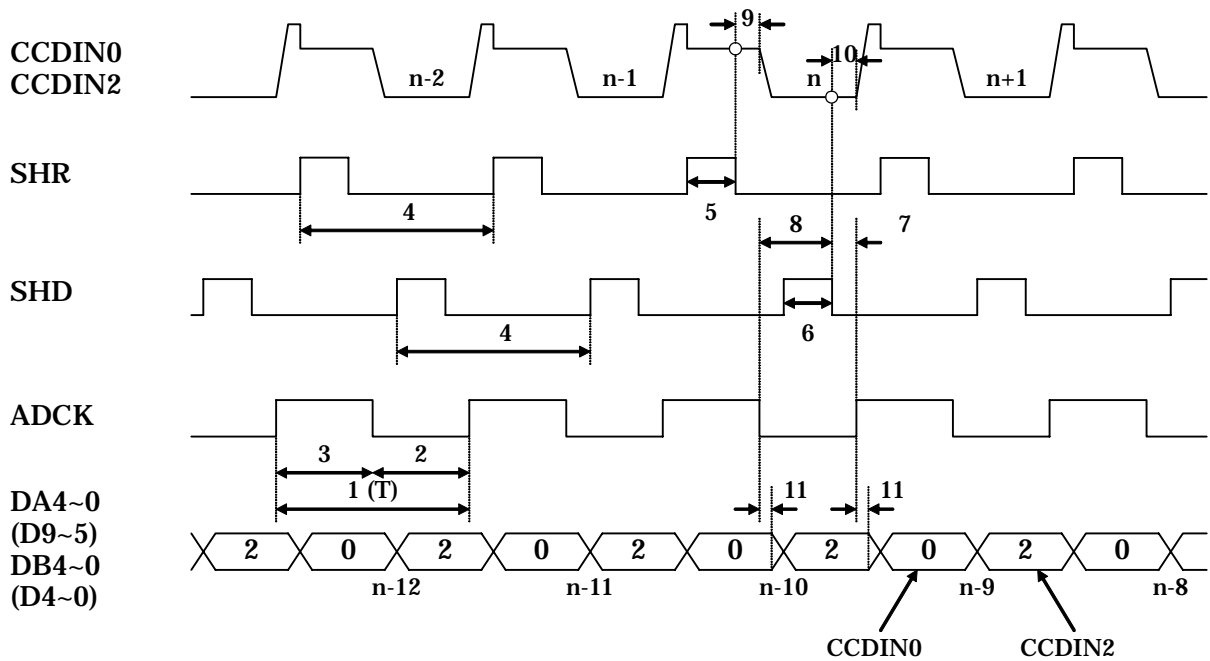 9
10
CCDIN0
CCDIN2
n-2
n-1
n
n+1
SHR
4
5
8
7
SHD
4
6
ADCK
3
2
1 (T)
11
11
DA4~0
(D9~5)
DB4~0
(D4~0)
2
0
2
0
2
0
2
0
2
0
n-12
n-11
n-10
n-9
n-8
CCDIN0
CCDIN2